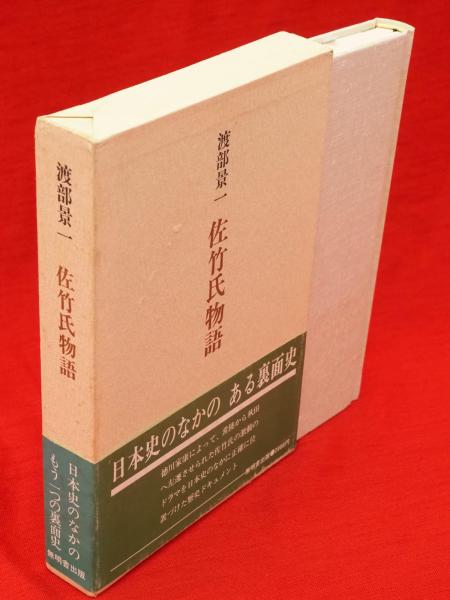 渡部景一 佐竹氏物語
日本史のなかの ある裏面史
徳川家康によって、常陸から秋田
へ左遷させられた佐竹氏の激動の
ドラマを日本史のなかに正確に位
置づけた歴史ドキュメント
渡部景一 佐竹氏物語
日本史のなかの
もう一つの裏面史
無明舎出版